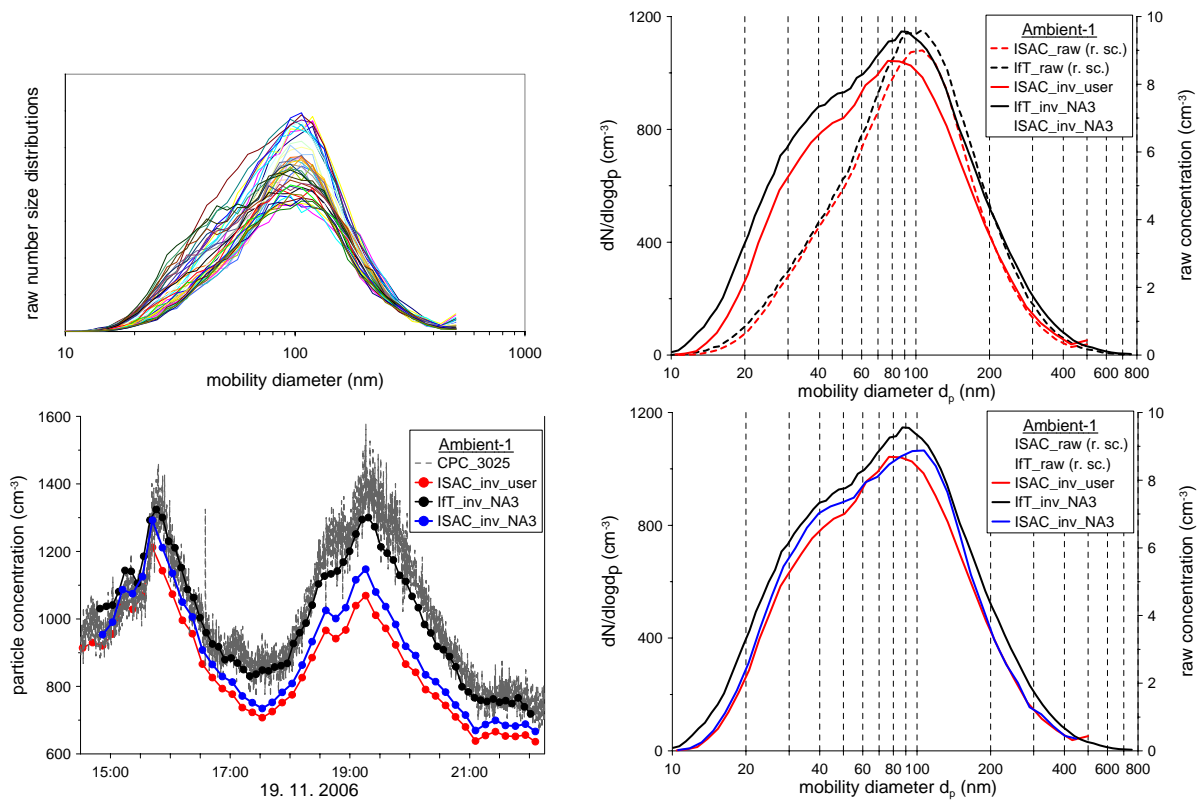 raw number size distributions
10
100
1000
mobility diameter (nm)
1200
800
400
0
dN/dlogdp (cm-3)
10
8
6
4
2
0
raw concentration (cm-3)
Ambient-1
ISAC_raw (r. sc.)
IfT_raw (r. sc.)
ISAC_inv_user
IfT_inv_NA3
ISAC_inv_NA3
10
20
40
60
80 100
200
400
600 800
mobility diameter dp (nm)
1600
1400
1200
1000
800
600
particle concentration (cm-3)
Ambient-1
CPC_3025
ISAC_inv_user
IfT_inv_NA3
ISAC_inv_NA3
15:00
17:00
19:00
21:00
19. 11. 2006
1200
800
400
0
dN/dlogdp (cm-3)
10
8
6
4
2
0
raw concentration (cm-3)
Ambient-1
ISAC_raw (r. sc.)
IfT_raw (r. sc.)
ISAC_inv_user
IfT_inv_NA3
ISAC_inv_NA3
10
20
40
60
80 100
200
400
600 800
mobility diameter dp (nm)